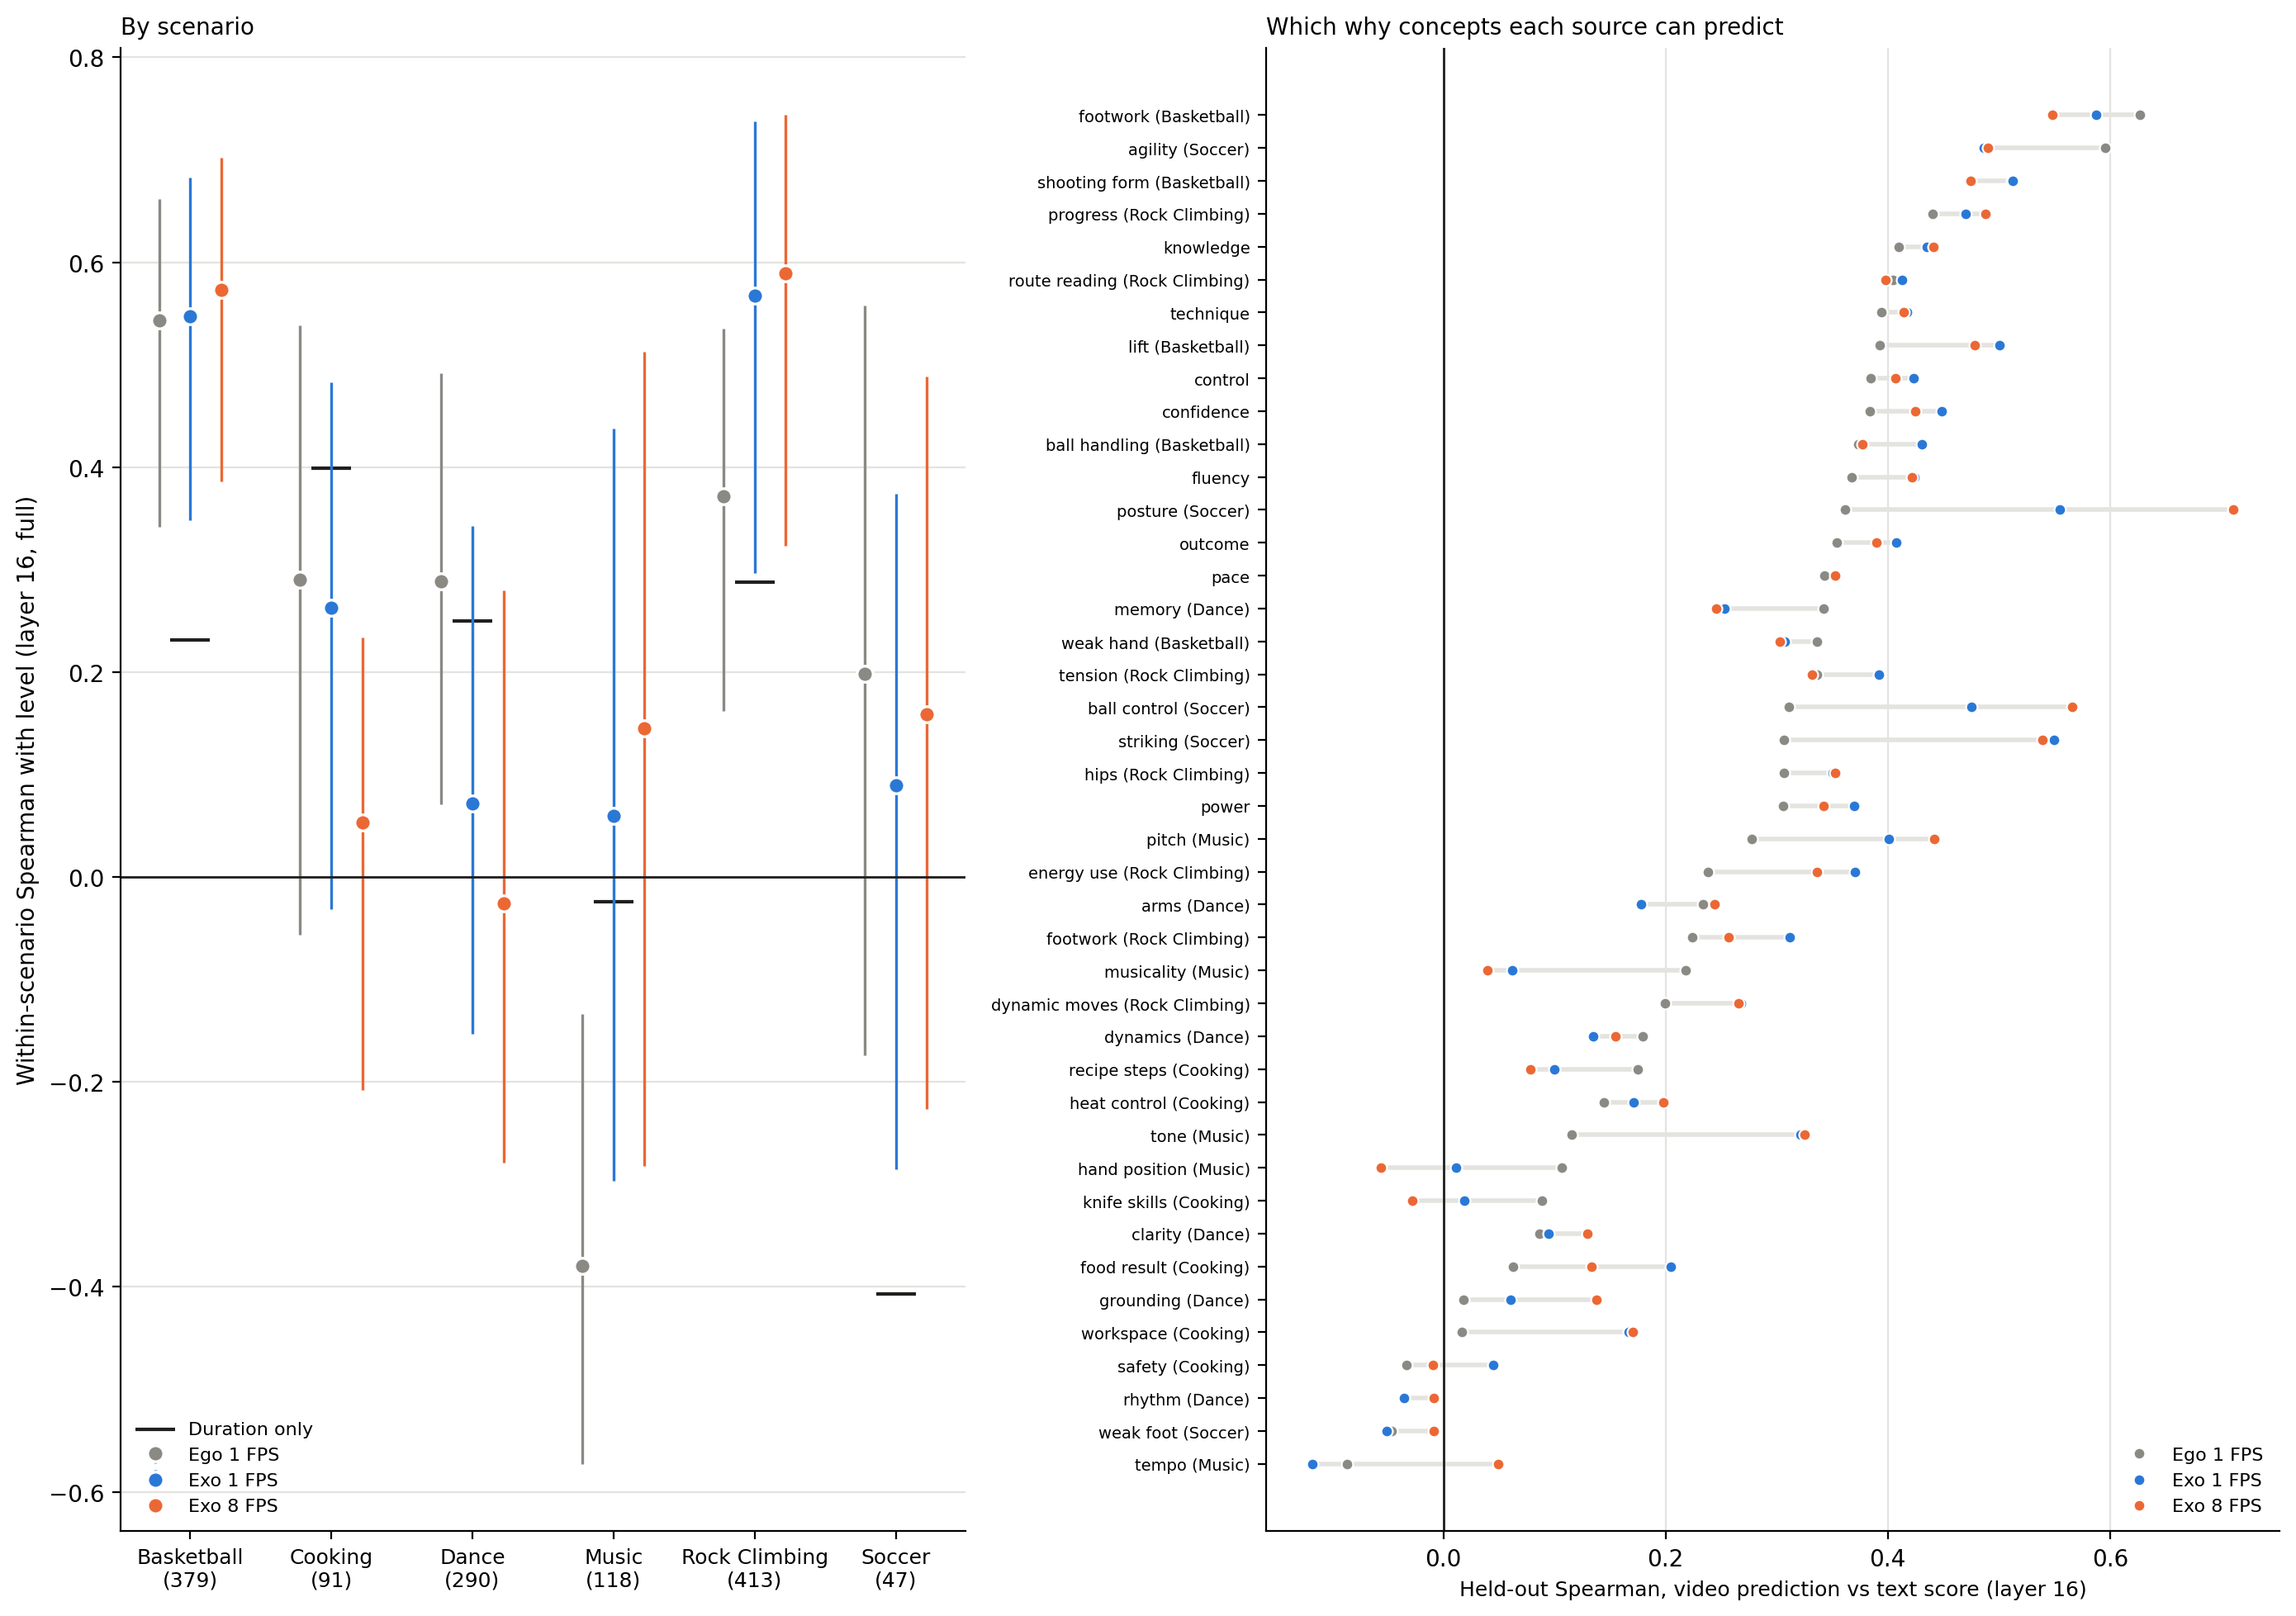 By scenario
Within-scenario Spearman with level (layer 16, full)
0.8
0.6
0.4
0.2
0.0
−0.2
−0.4
−0.6
Duration only
Ego 1 FPS
Exo 1 FPS
Exo 8 FPS
Basketball
(379)
Cooking
(91)
Dance
(290)
Music
(118)
Rock Climbing
(413)
Soccer
(47)
Which why concepts each source can predict
footwork (Basketball)
agility (Soccer)
shooting form (Basketball)
progress (Rock Climbing)
knowledge
route reading (Rock Climbing)
technique
lift (Basketball)
control
confidence
ball handling (Basketball)
fluency
posture (Soccer)
outcome
pace
memory (Dance)
weak hand (Basketball)
tension (Rock Climbing)
ball control (Soccer)
striking (Soccer)
hips (Rock Climbing)
power
pitch (Music)
energy use (Rock Climbing)
arms (Dance)
footwork (Rock Climbing)
musicality (Music)
dynamic moves (Rock Climbing)
dynamics (Dance)
recipe steps (Cooking)
heat control (Cooking)
tone (Music)
hand position (Music)
knife skills (Cooking)
clarity (Dance)
food result (Cooking)
grounding (Dance)
workspace (Cooking)
safety (Cooking)
rhythm (Dance)
weak foot (Soccer)
tempo (Music)
Ego 1 FPS
Exo 1 FPS
Exo 8 FPS
0.0
0.2
0.4
0.6
Held-out Spearman, video prediction vs text score (layer 16)